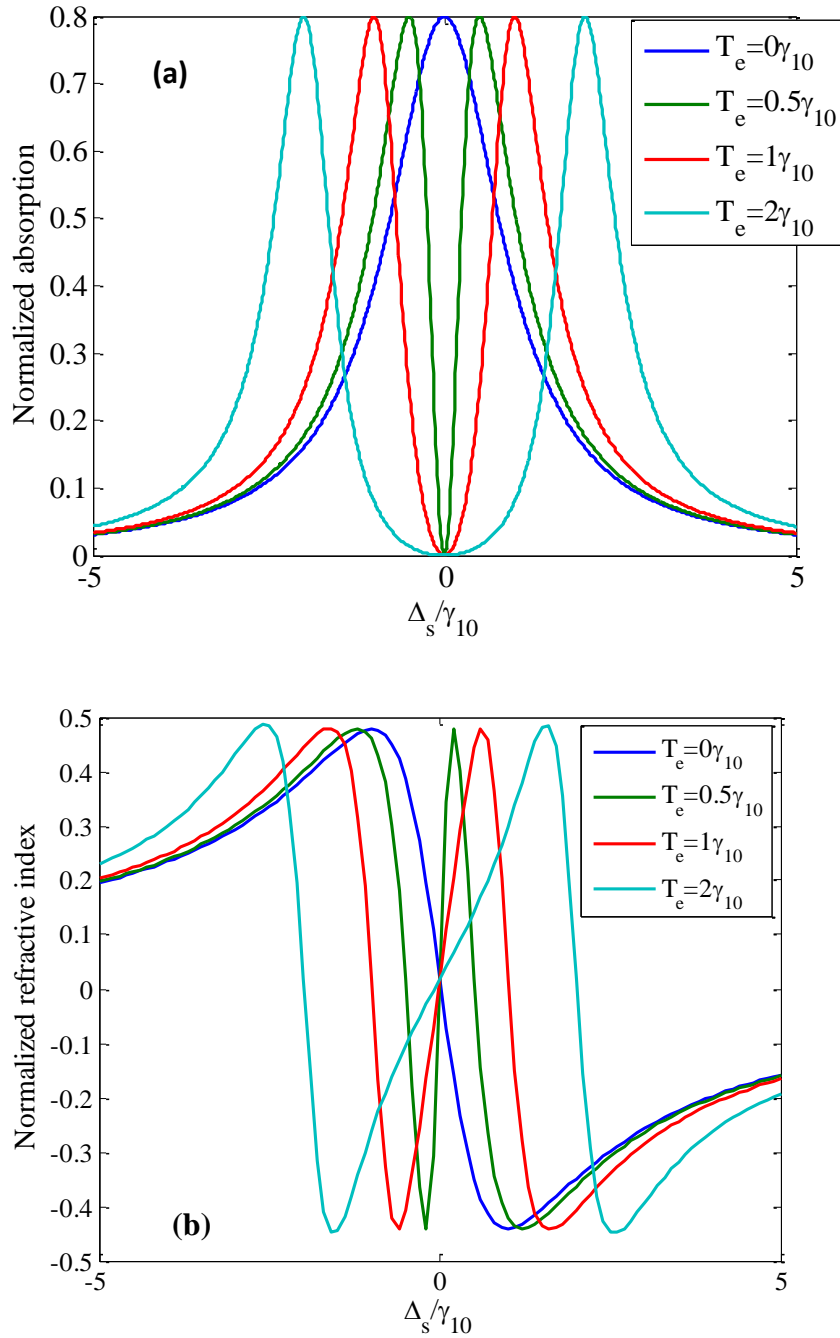 0.8
0.7
0.6
0.5
0.4
0.3
0.2
0.1
0
Normalized absorption
(a)
T_e=0γ_10
T_e=0.5γ_10
T_e=1γ_10
T_e=2γ_10
-5 0 5
Δ_s/γ_10
0.5
0.4
0.3
0.2
0.1
0
-0.1
-0.2
-0.3
-0.4
-0.5
Normalized refractive index
T_e=0γ_10
T_e=0.5γ_10
T_e=1γ_10
T_e=2γ_10
(b)
-5 0 5
Δ_s/γ_10